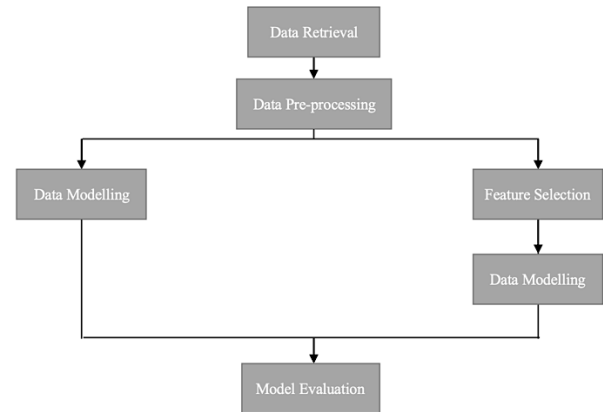 Data Retrieval
Data Pre-processing
Data Modelling
Feature Selection
Data Modelling
Model Evaluation